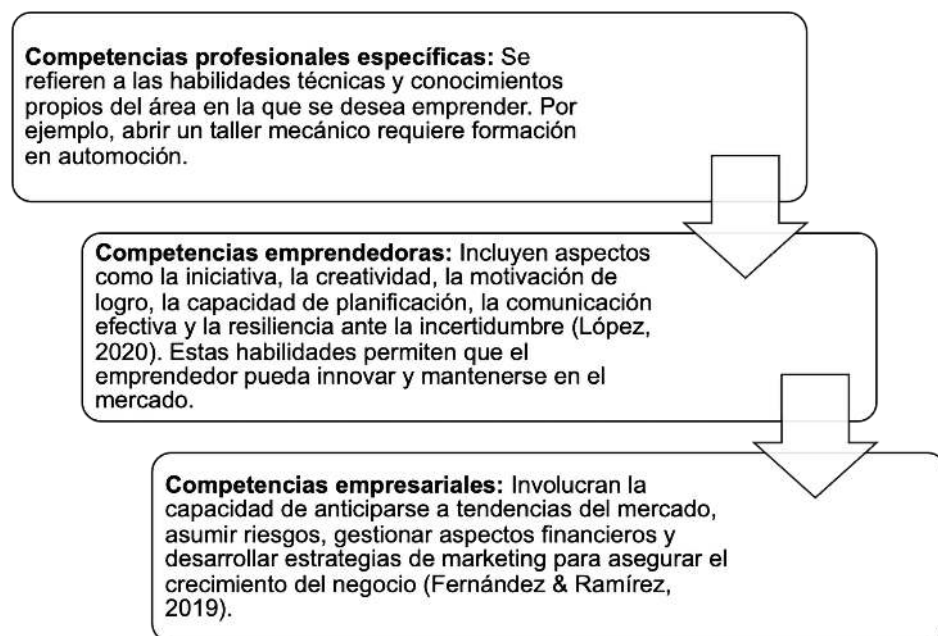 Competencias profesionales específicas: Se
refieren a las habilidades técnicas y conocimientos
propios del área en la que se desea emprender. Por
ejemplo, abrir un taller mecánico requiere formación
en automoción.
Competencias emprendedoras: Incluyen aspectos
como la iniciativa, la creatividad, la motivación de
logro, la capacidad de planificación, la comunicación
efectiva y la resiliencia ante la incertidumbre (López,
2020). Estas habilidades permiten que el
emprendedor pueda innovar y mantenerse en el
mercado.
Competencias empresariales: Involucran la
capacidad de anticiparse a tendencias del mercado,
asumir riesgos, gestionar aspectos financieros y
desarrollar estrategias de marketing para asegurar el
crecimiento del negocio (Fernández & Ramírez,
2019).